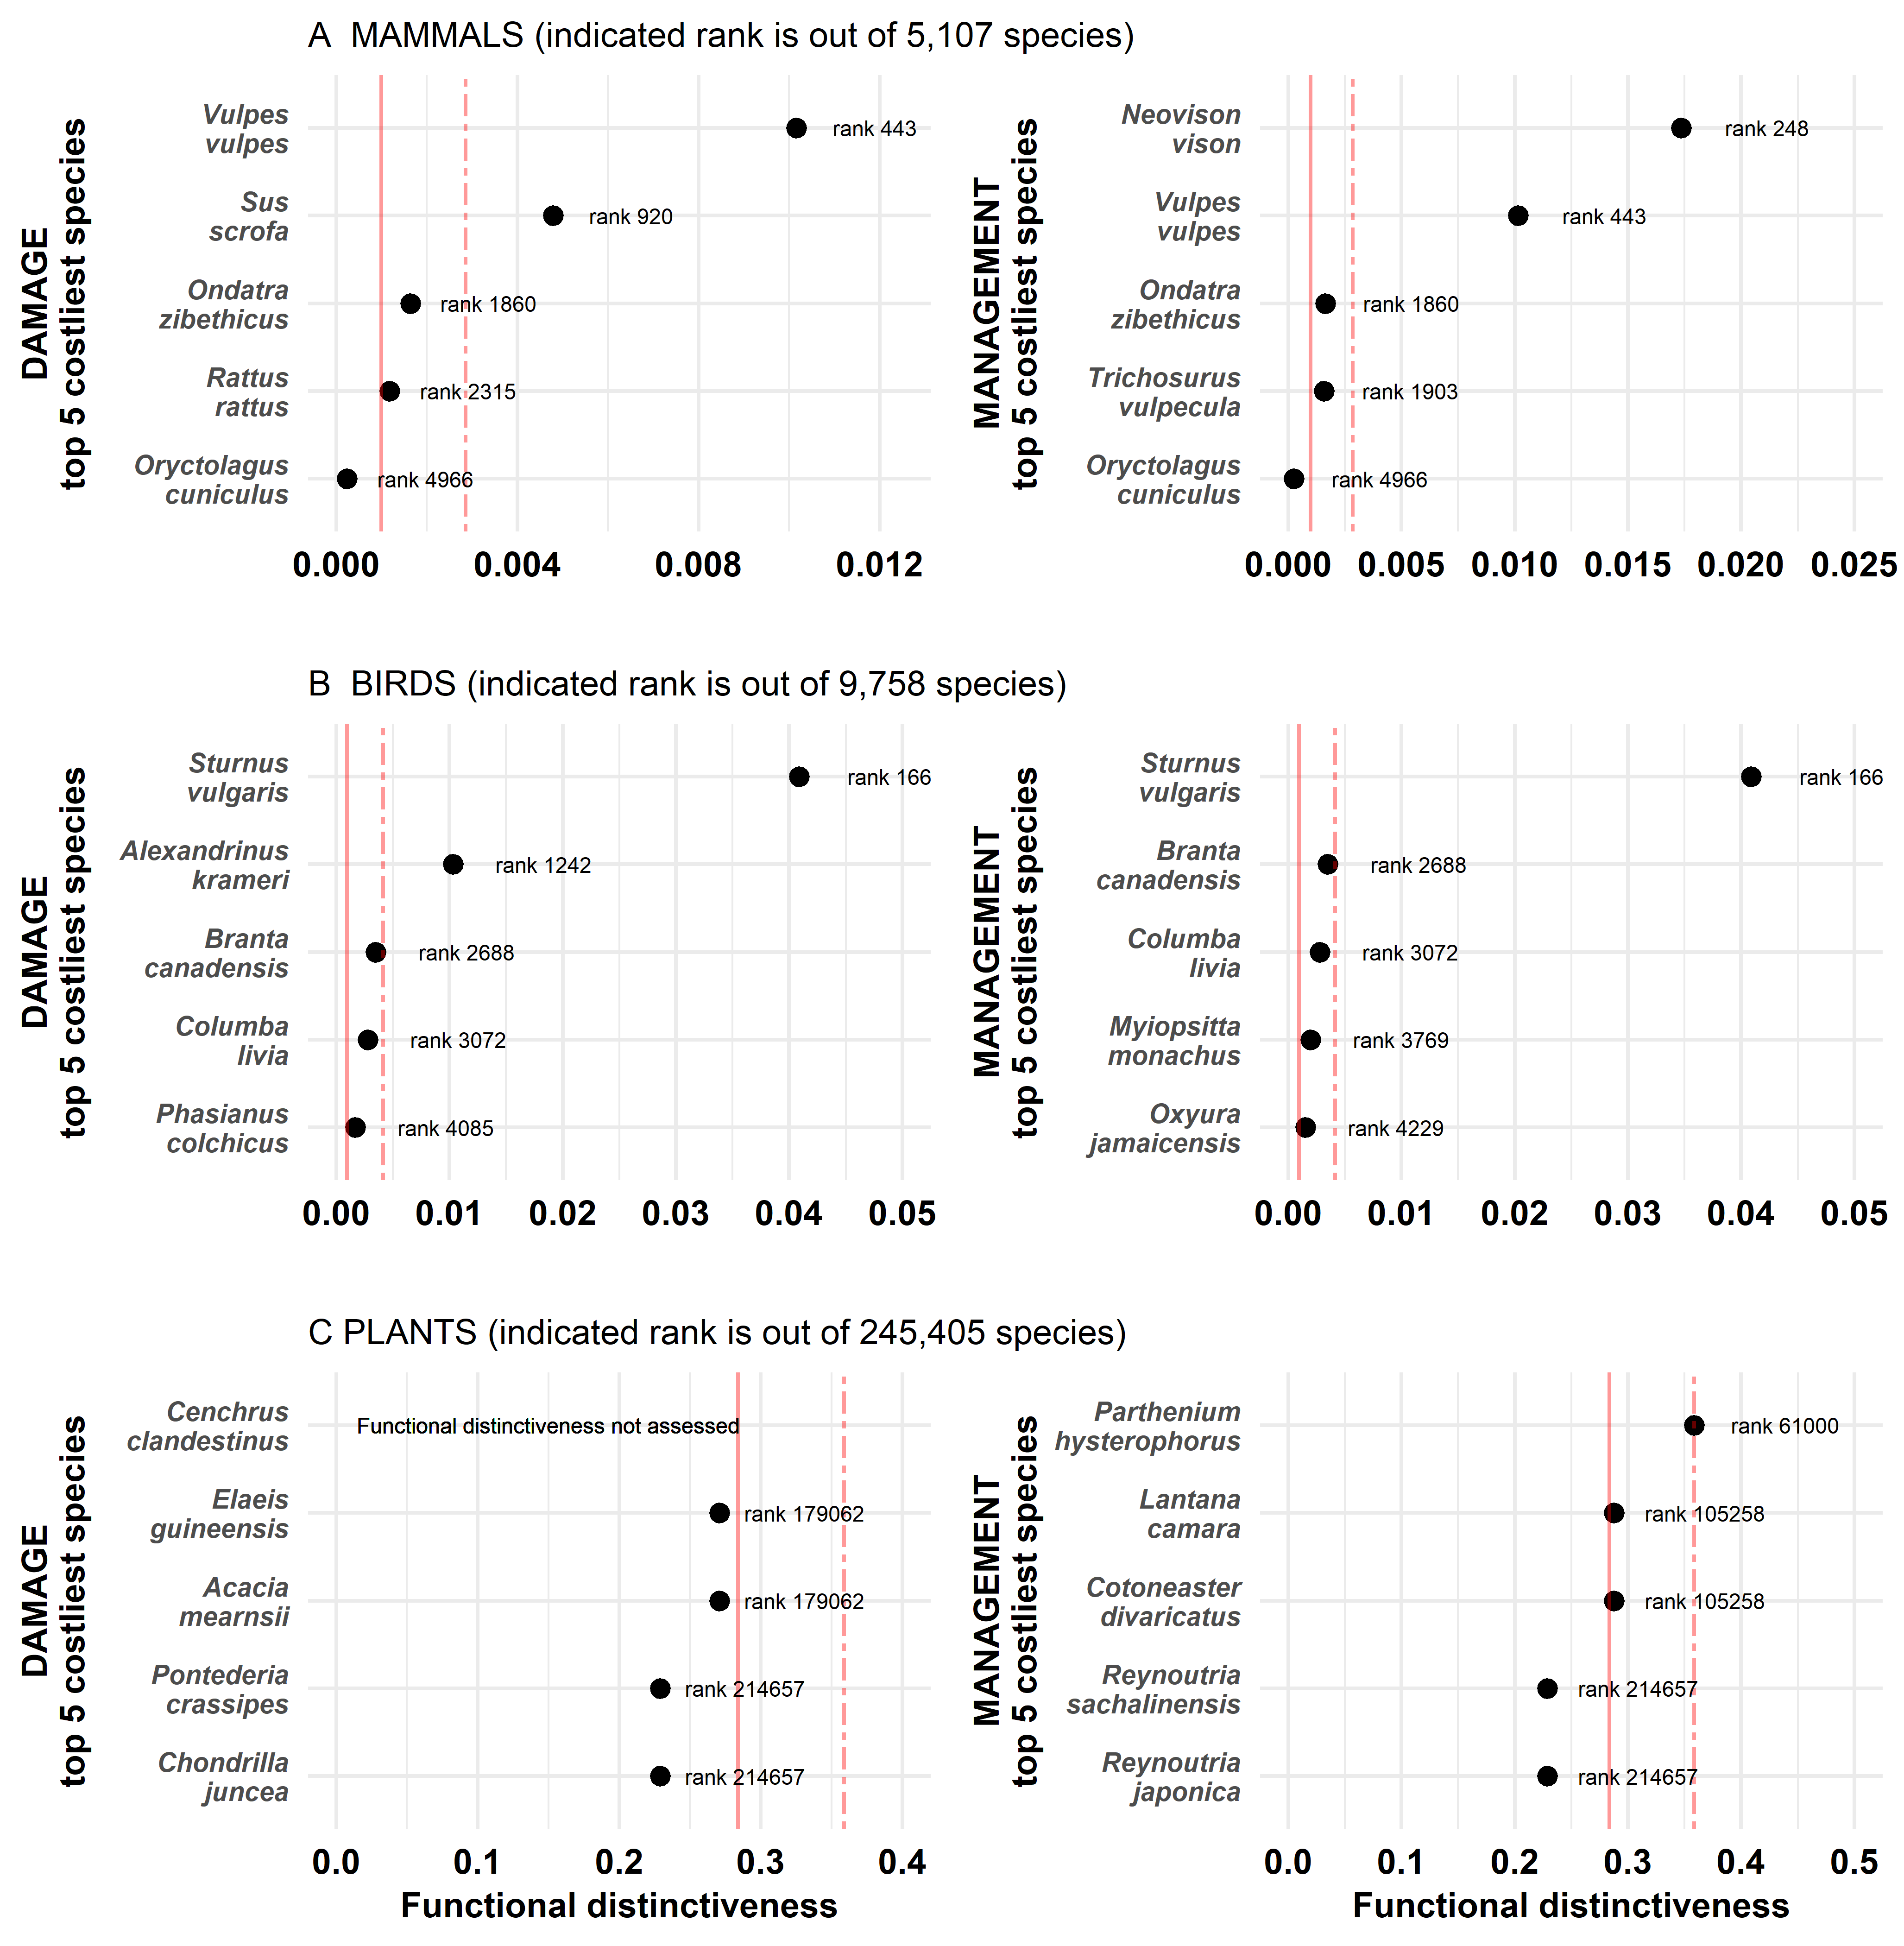 A  MAMMALS (indicated rank is out of 5,107 species)
DAMAGE
top 5 costliest species
Vulpes
vulpes
rank 443
Sus
scrofa
rank 920
Ondatra
zibethicus
rank 1860
Rattus
rattus
rank 2315
Oryctolagus
cuniculus
rank 4966
0.000 0.004 0.008 0.012
MANAGEMENT
top 5 costliest species
Neovison
vison
rank 248
Vulpes
vulpes
rank 443
Ondatra
zibethicus
rank 1860
Trichosurus
vulpecula
rank 1903
Oryctolagus
cuniculus
rank 4966
0.000 0.005 0.010 0.015 0.020 0.025
B  BIRDS (indicated rank is out of 9,758 species)
DAMAGE
top 5 costliest species
Sturnus
vulgaris
rank 166
Alexandrinus
krameri
rank 1242
Branta
canadensis
rank 2688
Columba
livia
rank 3072
Phasianus
colchicus
rank 4085
0.00 0.01 0.02 0.03 0.04 0.05
MANAGEMENT
top 5 costliest species
Sturnus
vulgaris
rank 166
Branta
canadensis
rank 2688
Columba
livia
rank 3072
Myiopsitta
monachus
rank 3769
Oxyura
jamaicensis
rank 4229
0.00 0.01 0.02 0.03 0.04 0.05
C PLANTS (indicated rank is out of 245,405 species)
DAMAGE
top 5 costliest species
Cenchrus
clandestinus
Functional distinctiveness not assessed
Elaeis
guineensis
rank 179062
Acacia
mearnsii
rank 179062
Pontederia
crassipes
rank 214657
Chondrilla
juncea
rank 214657
0.0 0.1 0.2 0.3 0.4
Functional distinctiveness
MANAGEMENT
top 5 costliest species
Parthenium
hysterophorus
rank 61000
Lantana
camara
rank 105258
Cotoneaster
divaricatus
rank 105258
Reynoutria
sachalinensis
rank 214657
Reynoutria
japonica
rank 214657
0.0 0.1 0.2 0.3 0.4 0.5
Functional distinctiveness